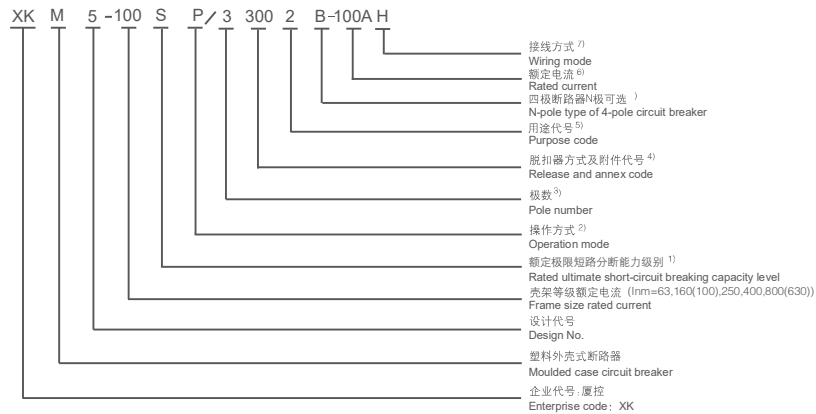 XK M 5-100 S P/3 300 2 B-100A H
接线方式 7)
Wiring mode
额定电流 6)
Rated current
四极断路器N极可选 )
N-pole type of 4-pole circuit breaker
用途代号 5)
Purpose code
脱扣器方式及附件代号 4)
Release and annex code
极数 3)
Pole number
操作方式 2)
Operation mode
额定极限短路分断能力级别 1)
Rated ultimate short-circuit breaking capacity level
壳架等级额定电流 (Inm=63,160(100),250,400,800(630))
Frame size rated current
设计代号
Design No.
塑料外壳式断路器
Moulded case circuit breaker
企业代号:厦控
Enterprise code: XK